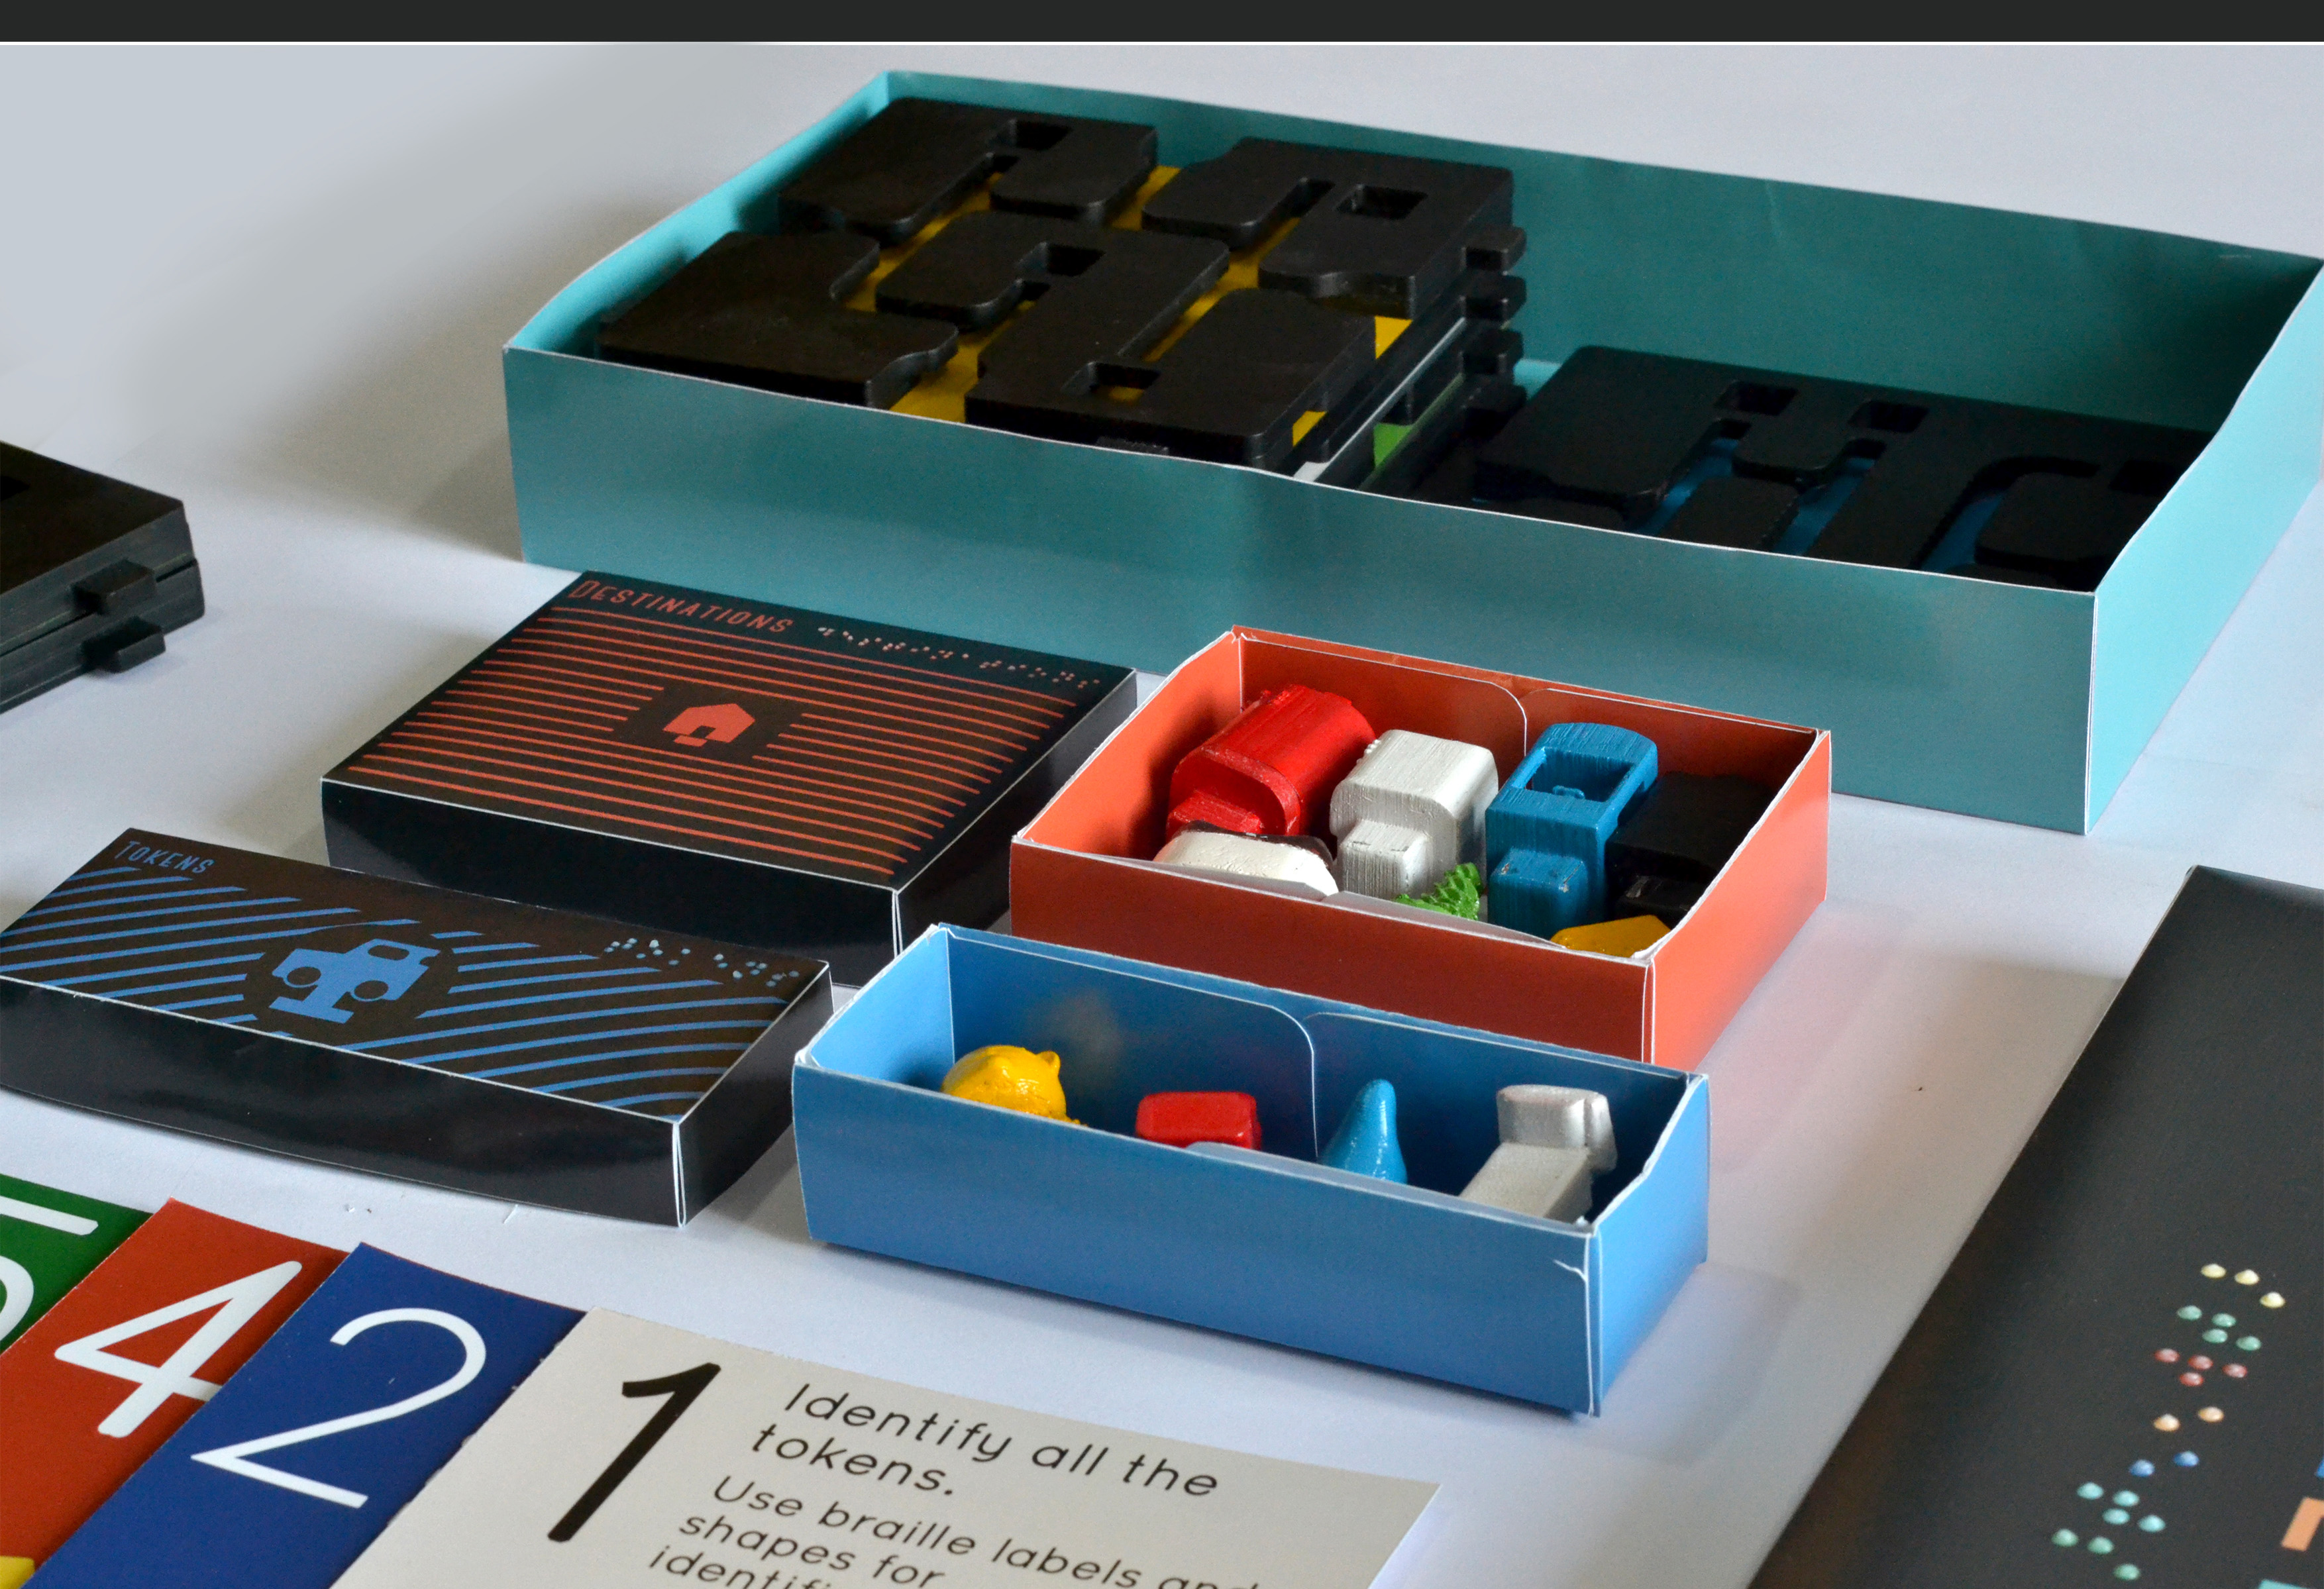 DESTINATIONS
TOKENS
5
4
2
1
Identify all the
tokens.
Use braille labels and
shapes for